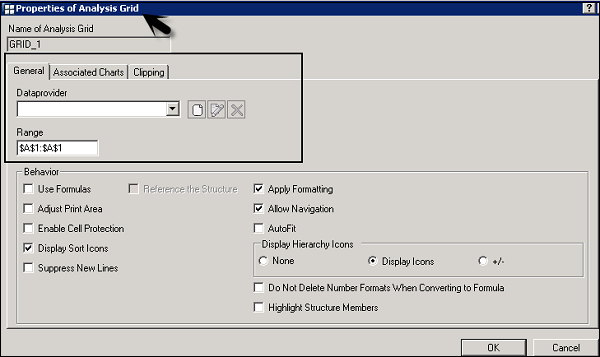 Properties of Analysis Grid
Name of Analysis Grid
GRID_1
General Associated Charts Clipping
Dataprovider
Range
$A$1:$A$1
Behavior
Use Formulas Reference the Structure Apply Formatting
Adjust Print Area Allow Navigation
Enable Cell Protection AutoFit
Display Sort Icons Display Hierarchy Icons
Suppress New Lines None Display Icons +/-
Do Not Delete Number Formats When Converting to Formula
Highlight Structure Members
OK Cancel